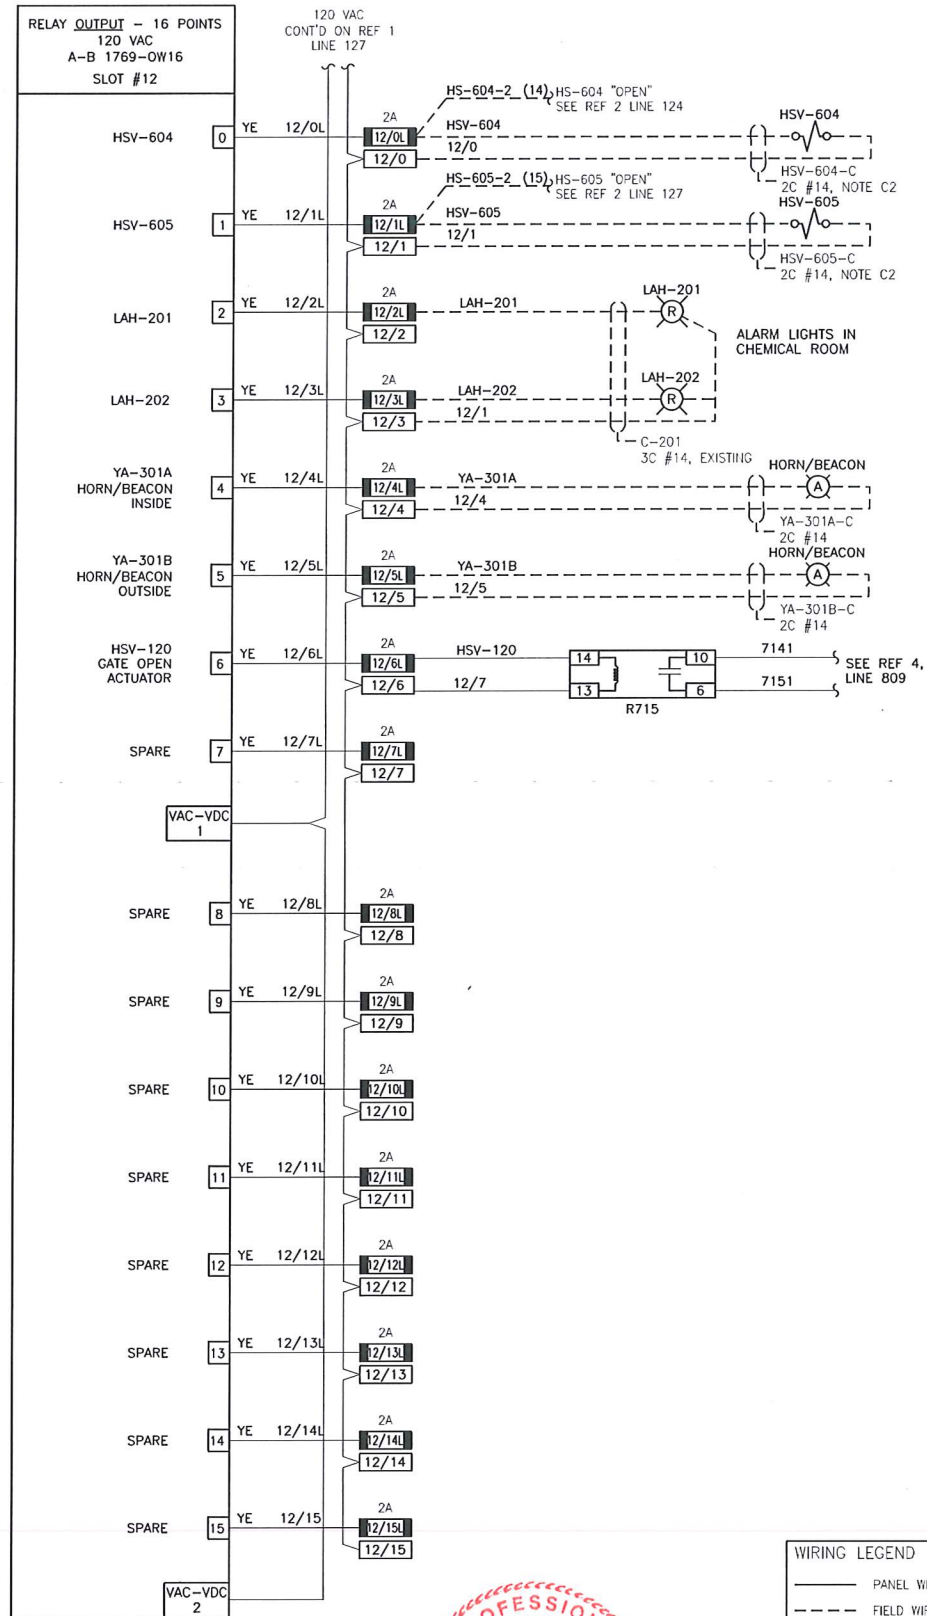 RELAY OUTPUT - 16 POINTS
120 VAC
A-B 1769-OW16
SLOT #12
120 VAC
CONT'D ON REF 1
LINE 127
HSV-604
0
YE
12/0L
2A
12/0L
12/0
HS-604-2 (14)
HS-604 "OPEN"
SEE REF 2 LINE 124
HSV-604
12/0
HSV-604
HSV-604-C
2C #14, NOTE C2
HSV-605
1
YE
12/1L
2A
12/1L
12/1
HS-605-2 (15)
HS-605 "OPEN"
SEE REF 2 LINE 127
HSV-605
12/1
HSV-605
HSV-605-C
2C #14, NOTE C2
LAH-201
2
YE
12/2L
2A
12/2L
12/2
LAH-201
LAH-201
R
ALARM LIGHTS IN
CHEMICAL ROOM
LAH-202
3
YE
12/3L
2A
12/3L
12/3
LAH-202
12/1
LAH-202
R
C-201
3C #14, EXISTING
YA-301A
HORN/BEACON
INSIDE
4
YE
12/4L
2A
12/4L
12/4
YA-301A
12/4
HORN/BEACON
A
YA-301A-C
2C #14
YA-301B
HORN/BEACON
OUTSIDE
5
YE
12/5L
2A
12/5L
12/5
YA-301B
12/5
HORN/BEACON
A
YA-301B-C
2C #14
HSV-120
GATE OPEN
ACTUATOR
6
YE
12/6L
2A
12/6L
12/6
HSV-120
12/7
14
13
10
6
R715
7141
7151
SEE REF 4,
LINE 809
SPARE
7
YE
12/7L
2A
12/7L
12/7
VAC-VDC
1
SPARE
8
YE
12/8L
2A
12/8L
12/8
SPARE
9
YE
12/9L
2A
12/9L
12/9
SPARE
10
YE
12/10L
2A
12/10L
12/10
SPARE
11
YE
12/11L
2A
12/11L
12/11
SPARE
12
YE
12/12L
2A
12/12L
12/12
SPARE
13
YE
12/13L
2A
12/13L
12/13
SPARE
14
YE
12/14L
2A
12/14L
12/14
SPARE
15
YE
12/15
2A
12/15L
12/15
VAC-VDC
2
OFESSION
WIRING LEGEND
PANEL WI
FIELD WIR